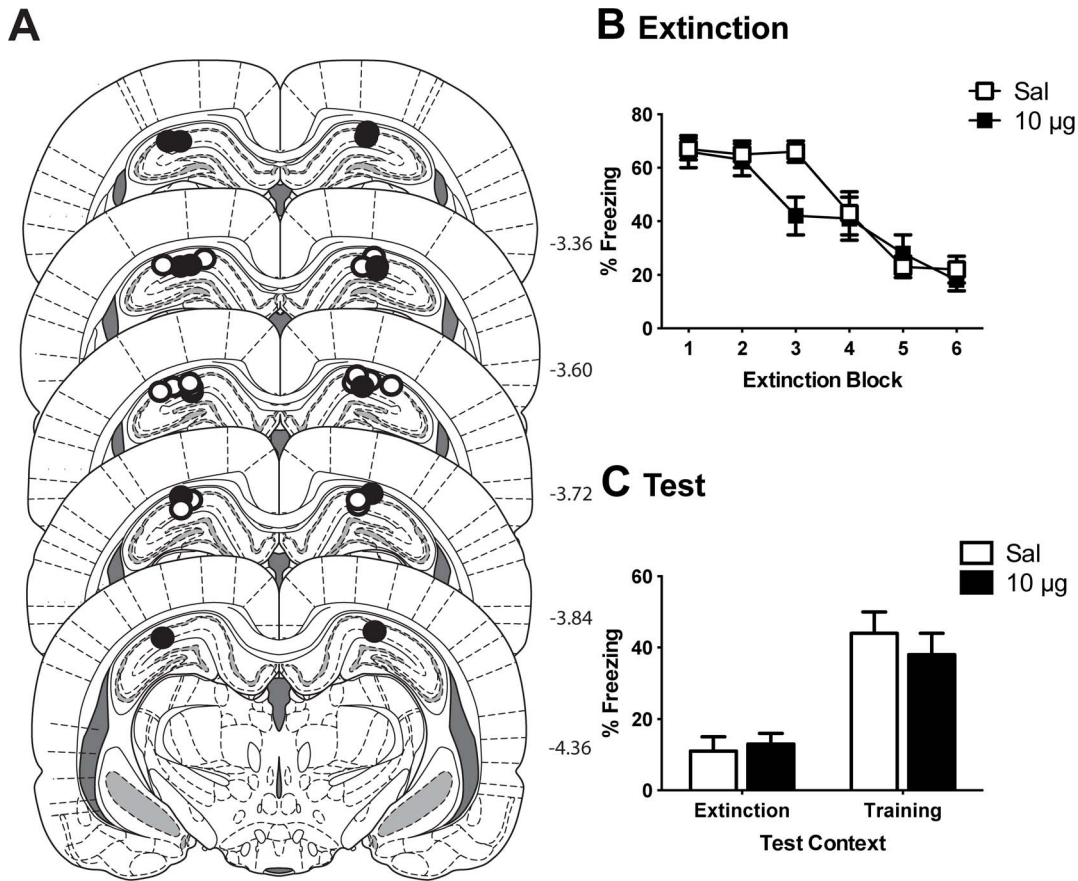 A
-3.36
-3.60
-3.72
-3.84
-4.36
B Extinction
Sal
10 µg
80
60
40
20
0
% Freezing
1 2 3 4 5 6
Extinction Block
C Test
Sal
10 µg
60
40
20
0
% Freezing
Extinction Training
Test Context